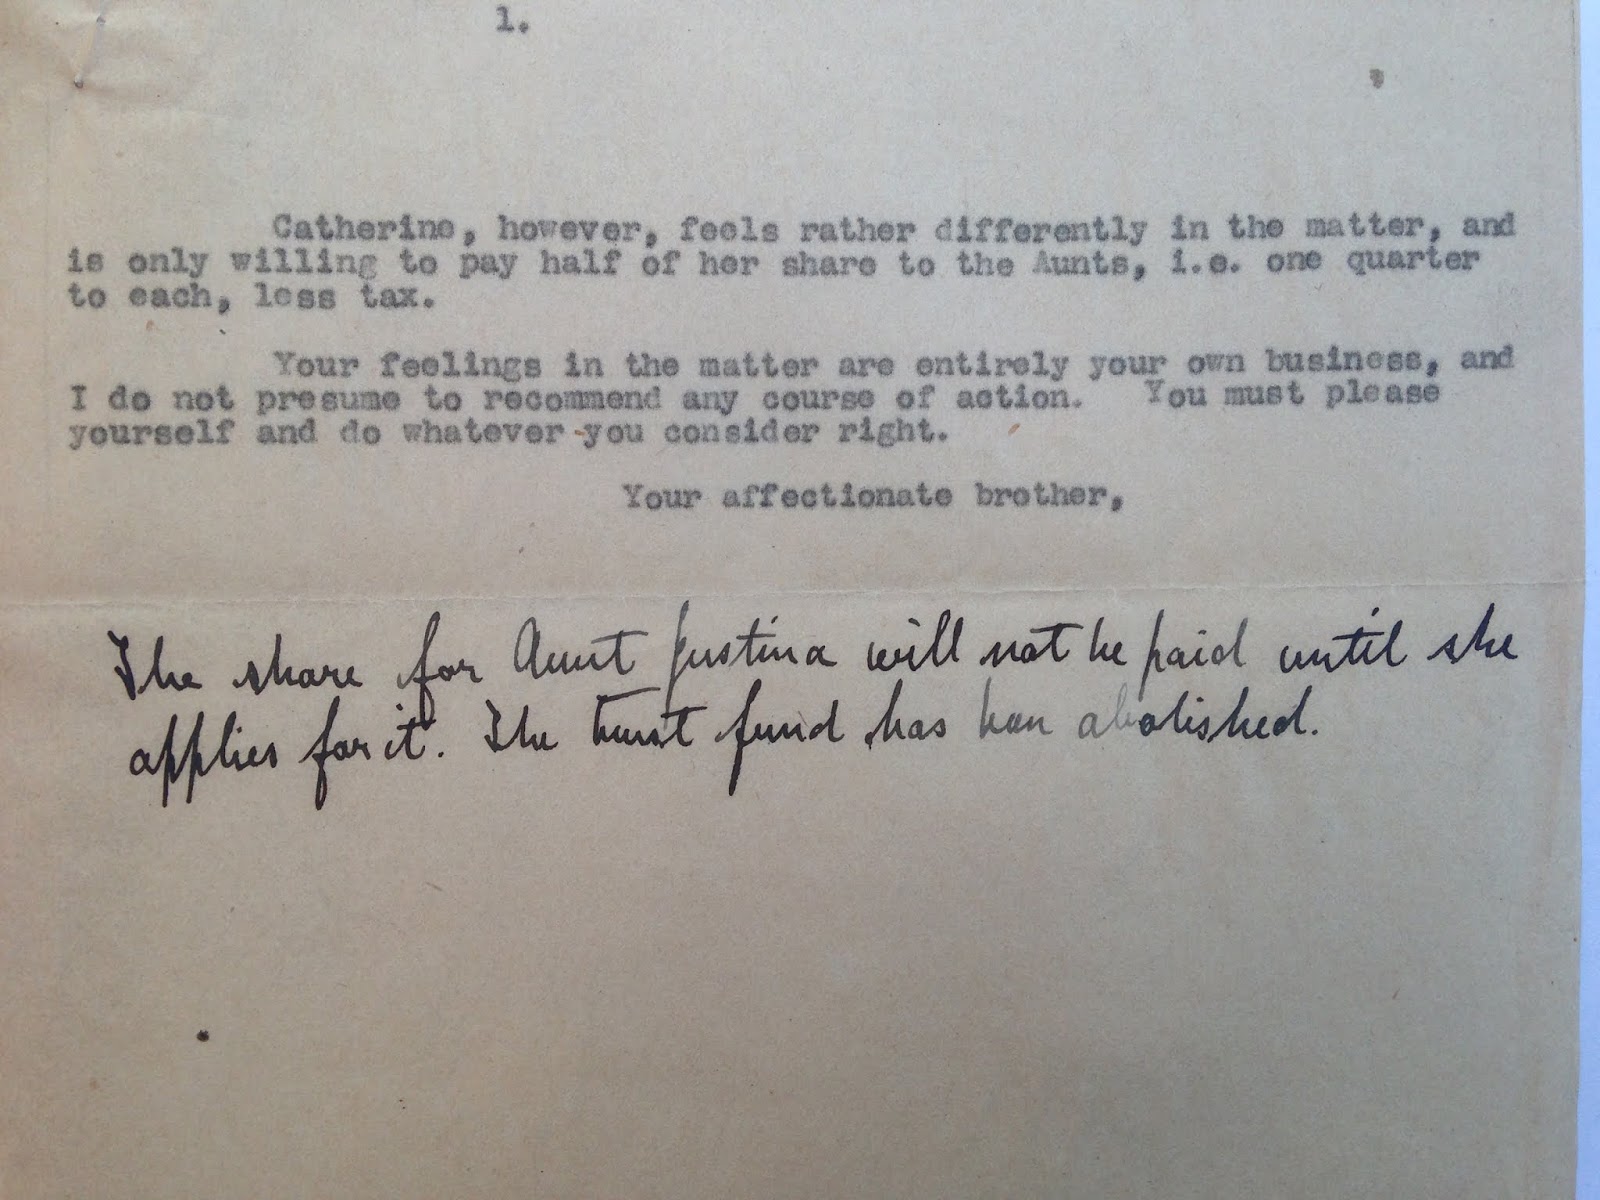 1.
Catherine, however, feels rather differently in the matter, and
is only willing to pay half of her share to the Aunts, i.e. one quarter
to each, less tax.
Your feelings in the matter are entirely your own business, and
I do not presume to recommend any course of action. You must please
yourself and do whatever you consider right.
Your affectionate brother,
The share for Aunt Justina will not be paid until she
applies for it. The trust fund has been abolished.